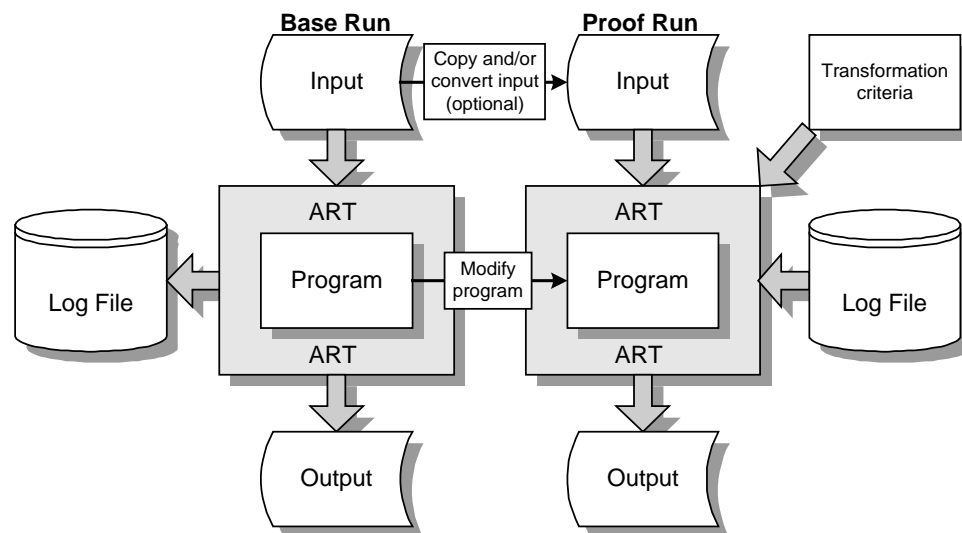 Base Run
Proof Run
Input
Copy and/or
convert input
(optional)
Input
Transformation
criteria
ART
ART
Log File
Program
Modify
program
Program
Log File
ART
ART
Output
Output